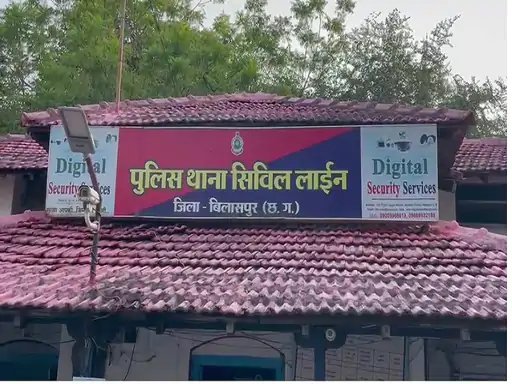 Digital
Security Services
पुलिस थाना सिविल लाईन
जिला - बिलासपुर (छ. ग.)
Digital
Security Services